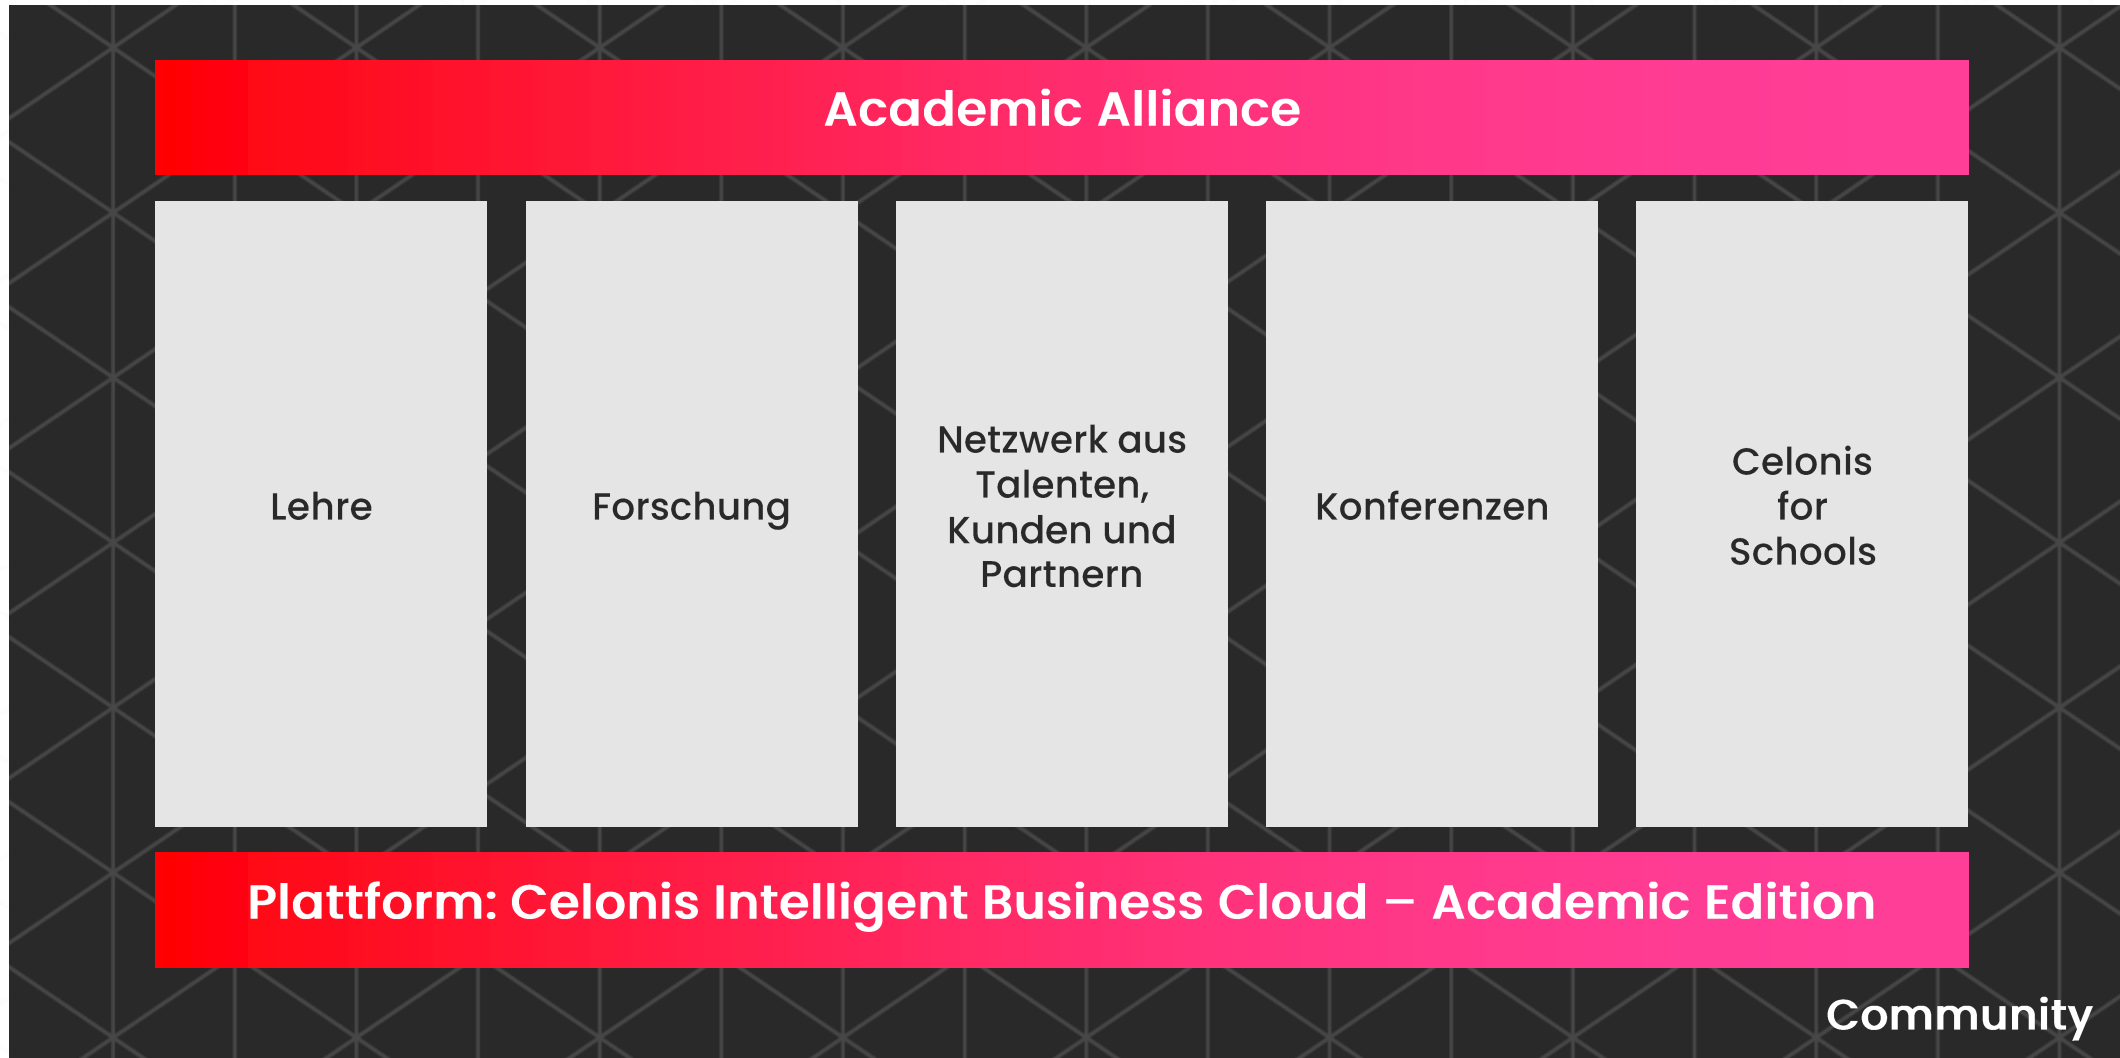 Academic Alliance
Lehre
Forschung
Netzwerk aus
Talenten,
Kunden und
Partnern
Konferenzen
Celonis
for
Schools
Plattform: Celonis Intelligent Business Cloud – Academic Edition
Community